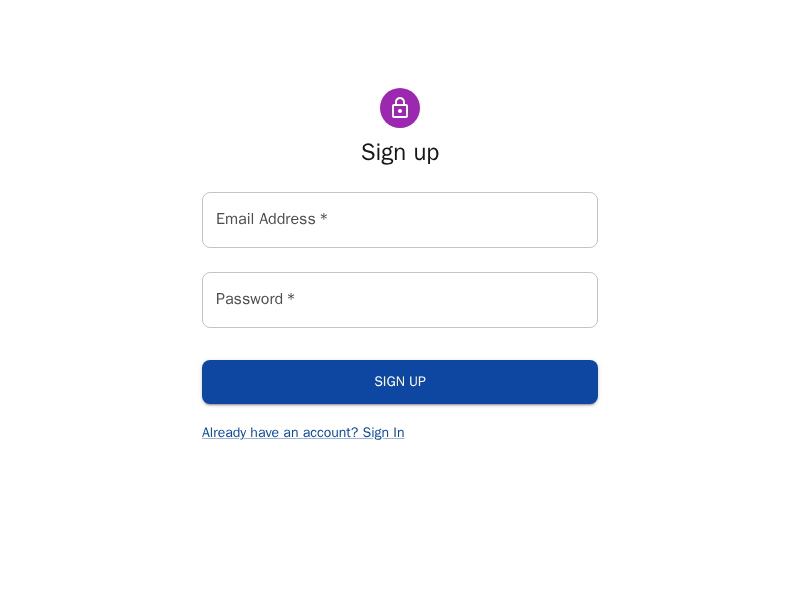 Sign up
Email Address *
Password *
SIGN UP
Already have an account? Sign In